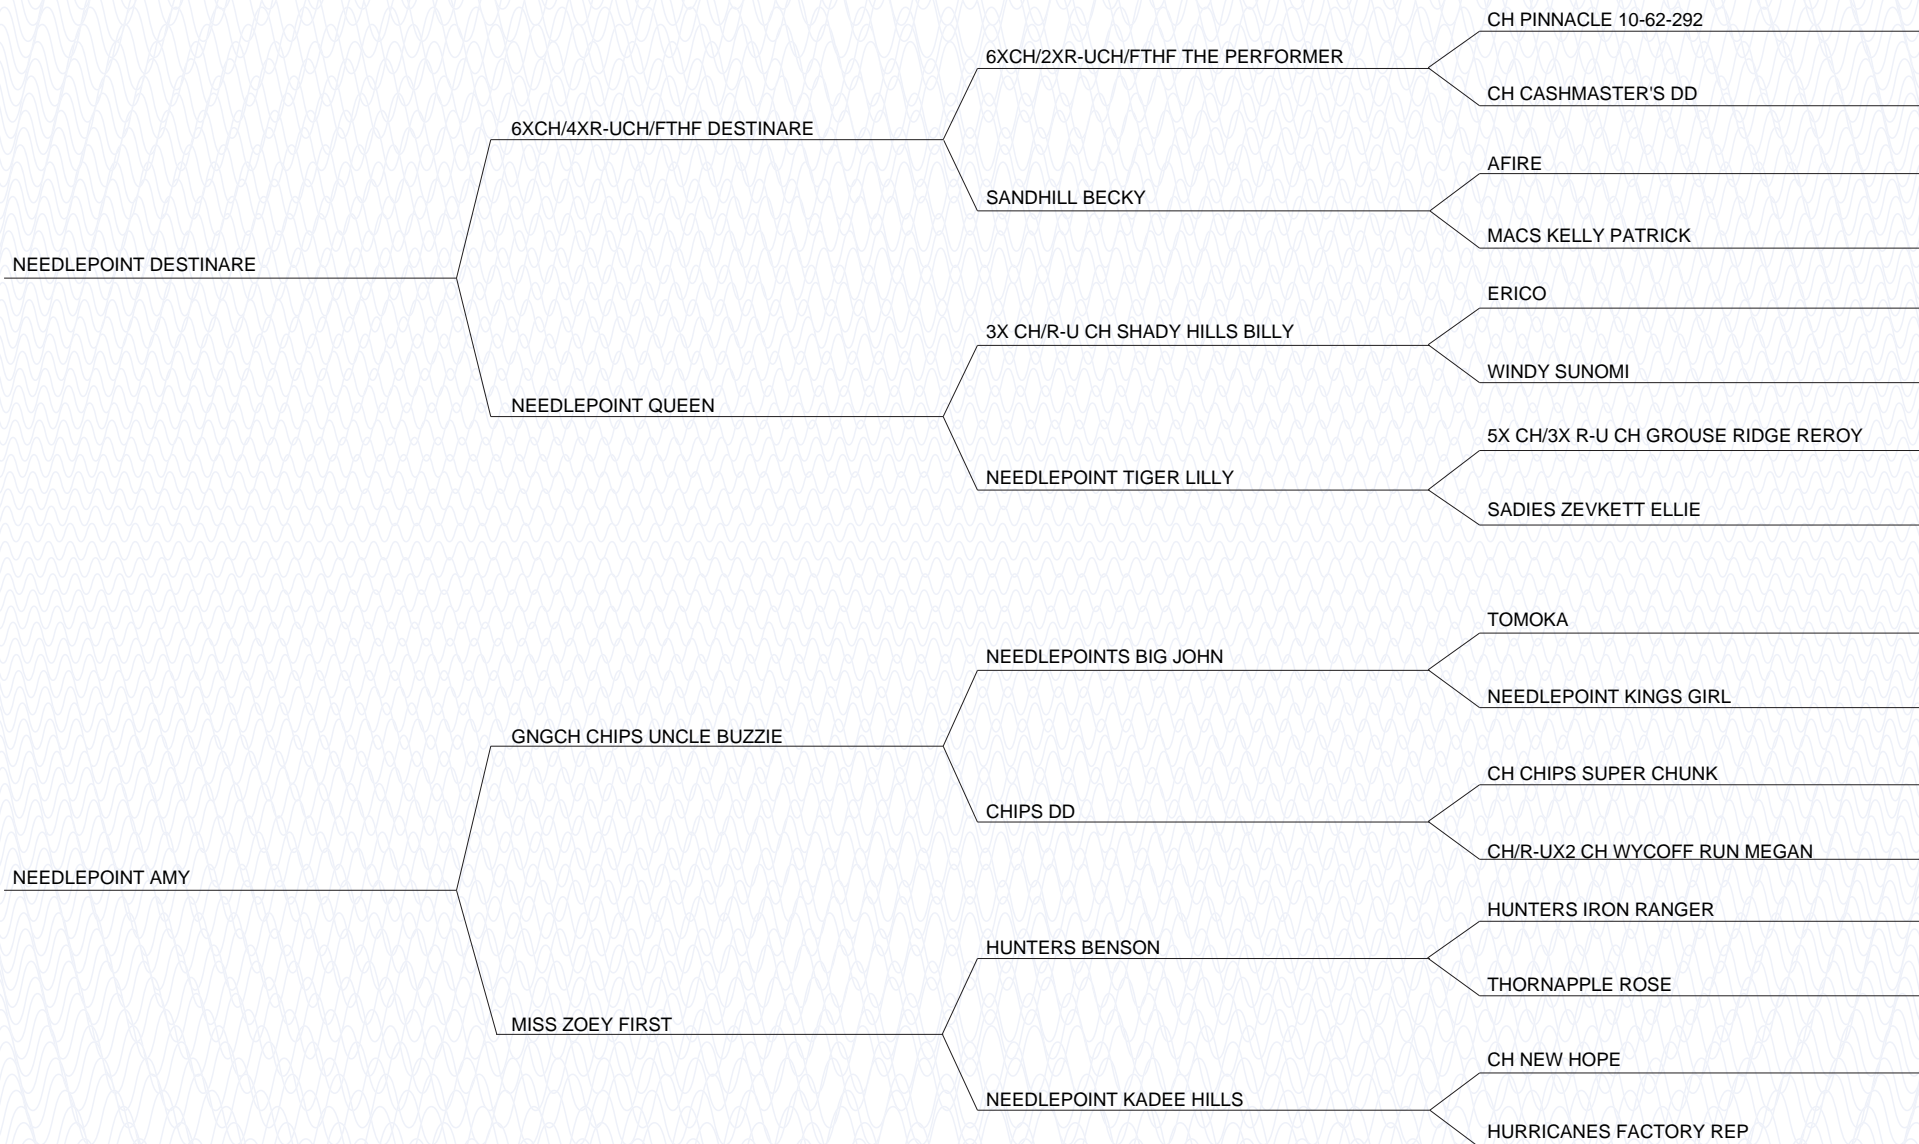 CH PINNACLE 10-62-292
6XCH/2XR-UCH/FTHF THE PERFORMER
CH CASHMASTER'S DD
6XCH/4XR-UCH/FTHF DESTINARE
AFIRE
SANDHILL BECKY
MACS KELLY PATRICK
NEEDLEPOINT DESTINARE
ERICO
3X CH/R-U CH SHADY HILLS BILLY
WINDY SUNOMI
NEEDLEPOINT QUEEN
5X CH/3X R-U CH GROUSE RIDGE REROY
NEEDLEPOINT TIGER LILLY
SADIES ZEVKETT ELLIE
TOMOKA
NEEDLEPOINTS BIG JOHN
NEEDLEPOINT KINGS GIRL
GNGCH CHIPS UNCLE BUZZIE
CH CHIPS SUPER CHUNK
CHIPS DD
CH/R-UX2 CH WYCOFF RUN MEGAN
NEEDLEPOINT AMY
HUNTERS IRON RANGER
HUNTERS BENSON
THORNAPPLE ROSE
MISS ZOEY FIRST
CH NEW HOPE
NEEDLEPOINT KADEE HILLS
HURRICANES FACTORY REP